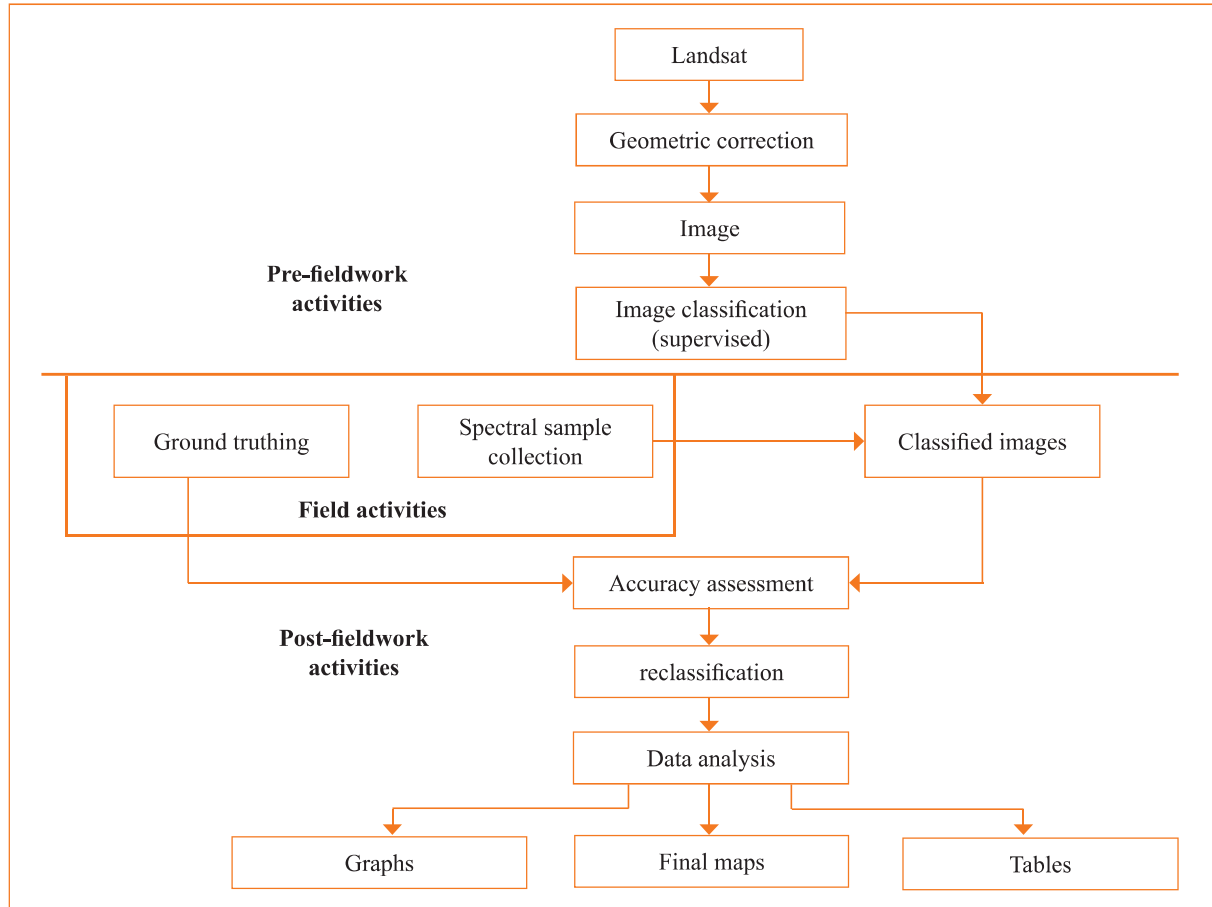 Landsat
Geometric correction
Image
Pre-fieldwork
activities
Image classification
(supervised)
Ground truthing
Spectral sample
collection
Classified images
Field activities
Accuracy assessment
Post-fieldwork
activities
reclassification
Data analysis
Graphs
Final maps
Tables